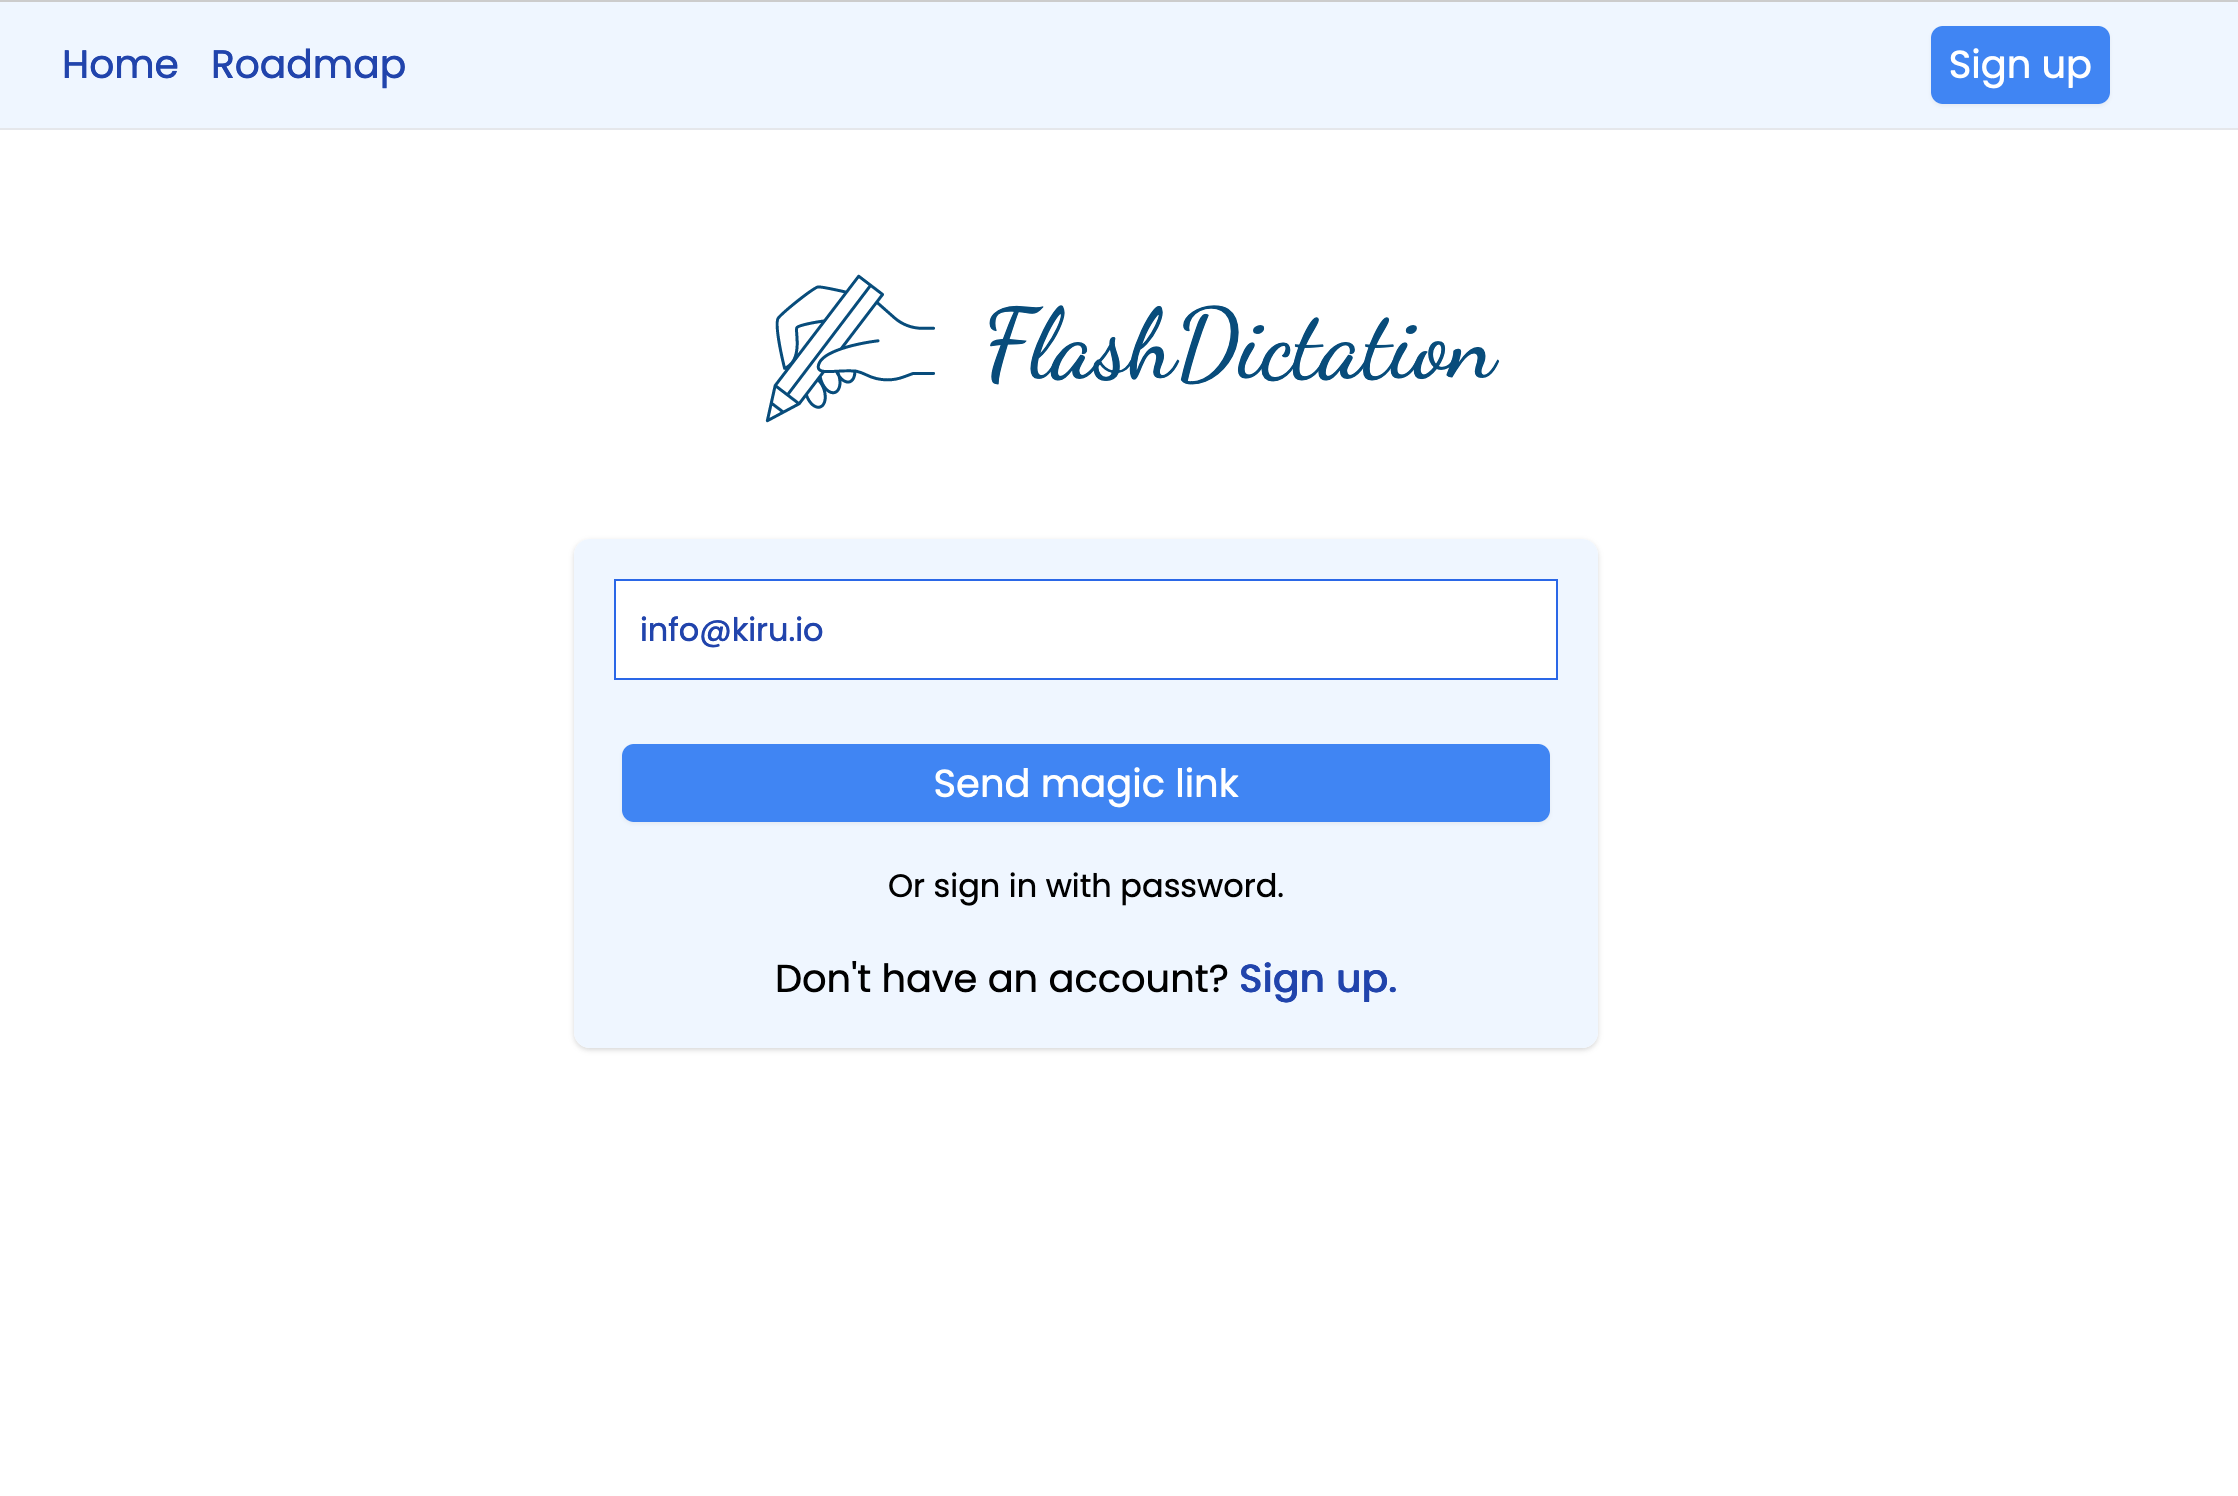 Home Roadmap Sign up
FlashDictation
info@kiru.io
Send magic link
Or sign in with password.
Don't have an account? Sign up.